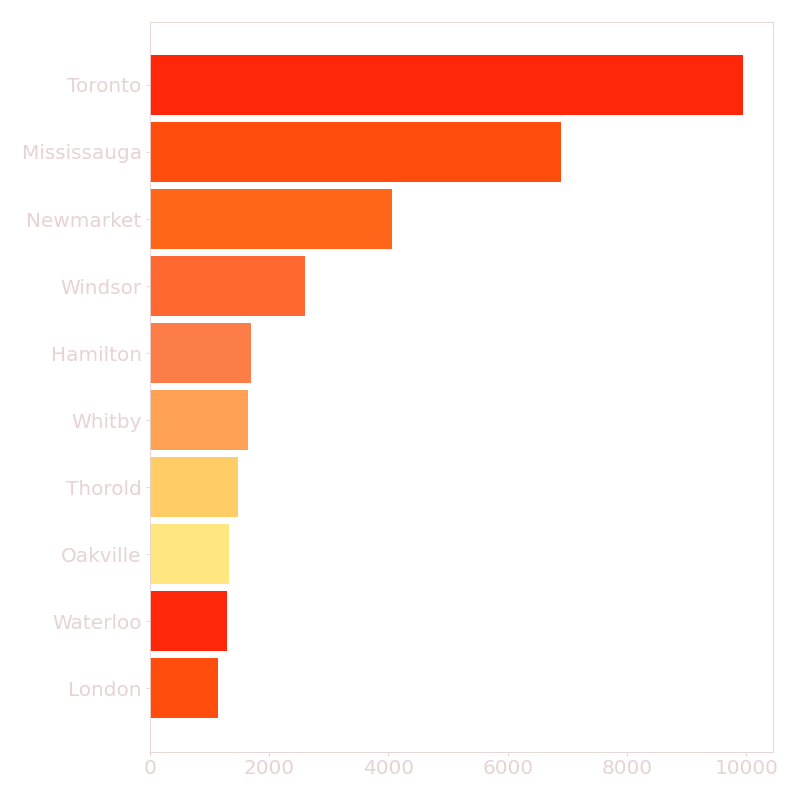 Toronto
Mississauga
Newmarket
Windsor
Hamilton
Whitby
Thorold
Oakville
Waterloo
London
0 2000 4000 6000 8000 10000